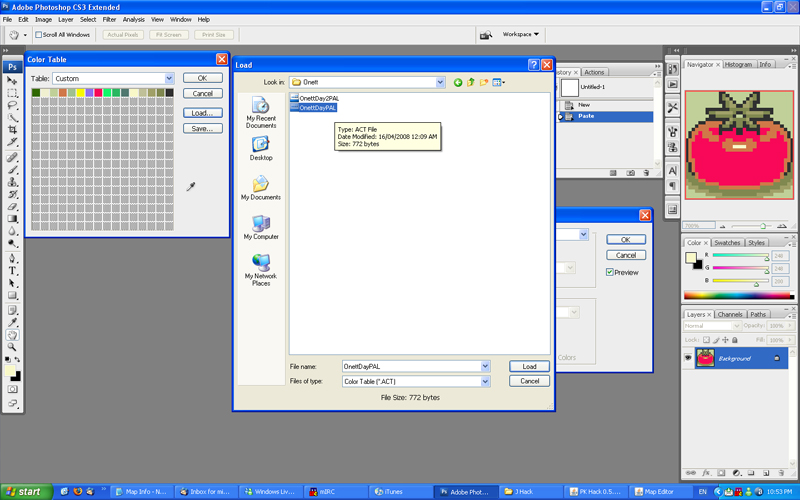 Adobe Photoshop CS3 Extended
File Edit Image Layer Select Filter Analysis View Window Help
Scroll All Windows Actual Pixels Fit Screen Print Size Workspace
Color Table
Table: Custom
OK
Cancel
Load...
Save...
Load
Look in: Onett
OnettDay2PAL
OnettDayPAL
Type: ACT File
Date Modified: 16/04/2008 12:09 AM
Size: 772 bytes
My Recent
Documents
Desktop
My Documents
My Computer
My Network
Places
File name: OnettDayPAL Load
Files of type: Color Table (*.ACT) Cancel
File Size: 772 bytes
History Actions
Untitled-1
New
Paste
OK
Cancel
Preview
Colors
Navigator Histogram Info
Color Swatches Styles
R
G
B
Layers Channels Paths
Normal Opacity: 100%
Lock: Fill: 100%
Background
start Map Info - N... Inbox for mi... Windows Liv... mIRC iTunes Adobe Phot... J Hack PK Hack 0.5... Map Editor EN 10:53 PM